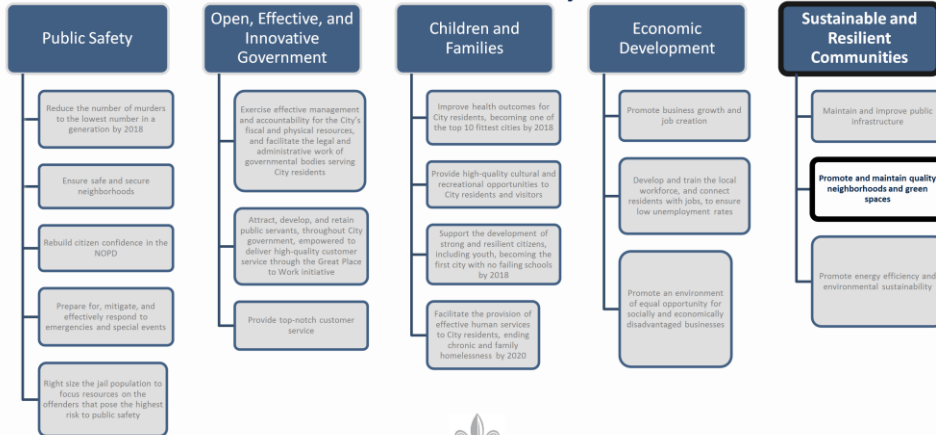 Public Safety
Reduce the number of murders
to the lowest number in a
generation by 2018
Ensure safe and secure
neighborhoods
Rebuild citizen confidence in the
NOPD
Prepare for, mitigate, and
effectively respond to
emergencies and special events
Right size the jail population to
focus resources on the
offenders that pose the highest
risk to public safety
Open, Effective, and
Innovative
Government
Exercise effective management
and accountability for the City's
fiscal and physical resources,
and facilitate the legal and
administrative work of
governmental bodies serving
City residents
Attract, develop, and retain
public servants, throughout City
government, empowered to
deliver high-quality customer
service through the Great Place
to Work initiative
Provide top-notch customer
service
Children and
Families
Improve health outcomes for
City residents, becoming one of
the top 10 fittest cities by 2018
Provide high-quality cultural and
recreational opportunities to
City residents and visitors
Support the development of
strong and resilient citizens,
including youth, becoming the
first city with no failing schools
by 2018
Facilitate the provision of
effective human services to
City residents, ending
chronic and family
homelessness by 2020
Economic
Development
Promote business growth and
job creation
Develop and train the local
workforce, and connect
residents with jobs, to ensure
low unemployment rates
Promote an environment
of equal opportunity for
socially and economically
disadvantaged businesses
Sustainable and
Resilient
Communities
Maintain and improve public
infrastructure
Promote and maintain quality
neighborhoods and green
spaces
Promote energy efficiency and
environmental sustainability